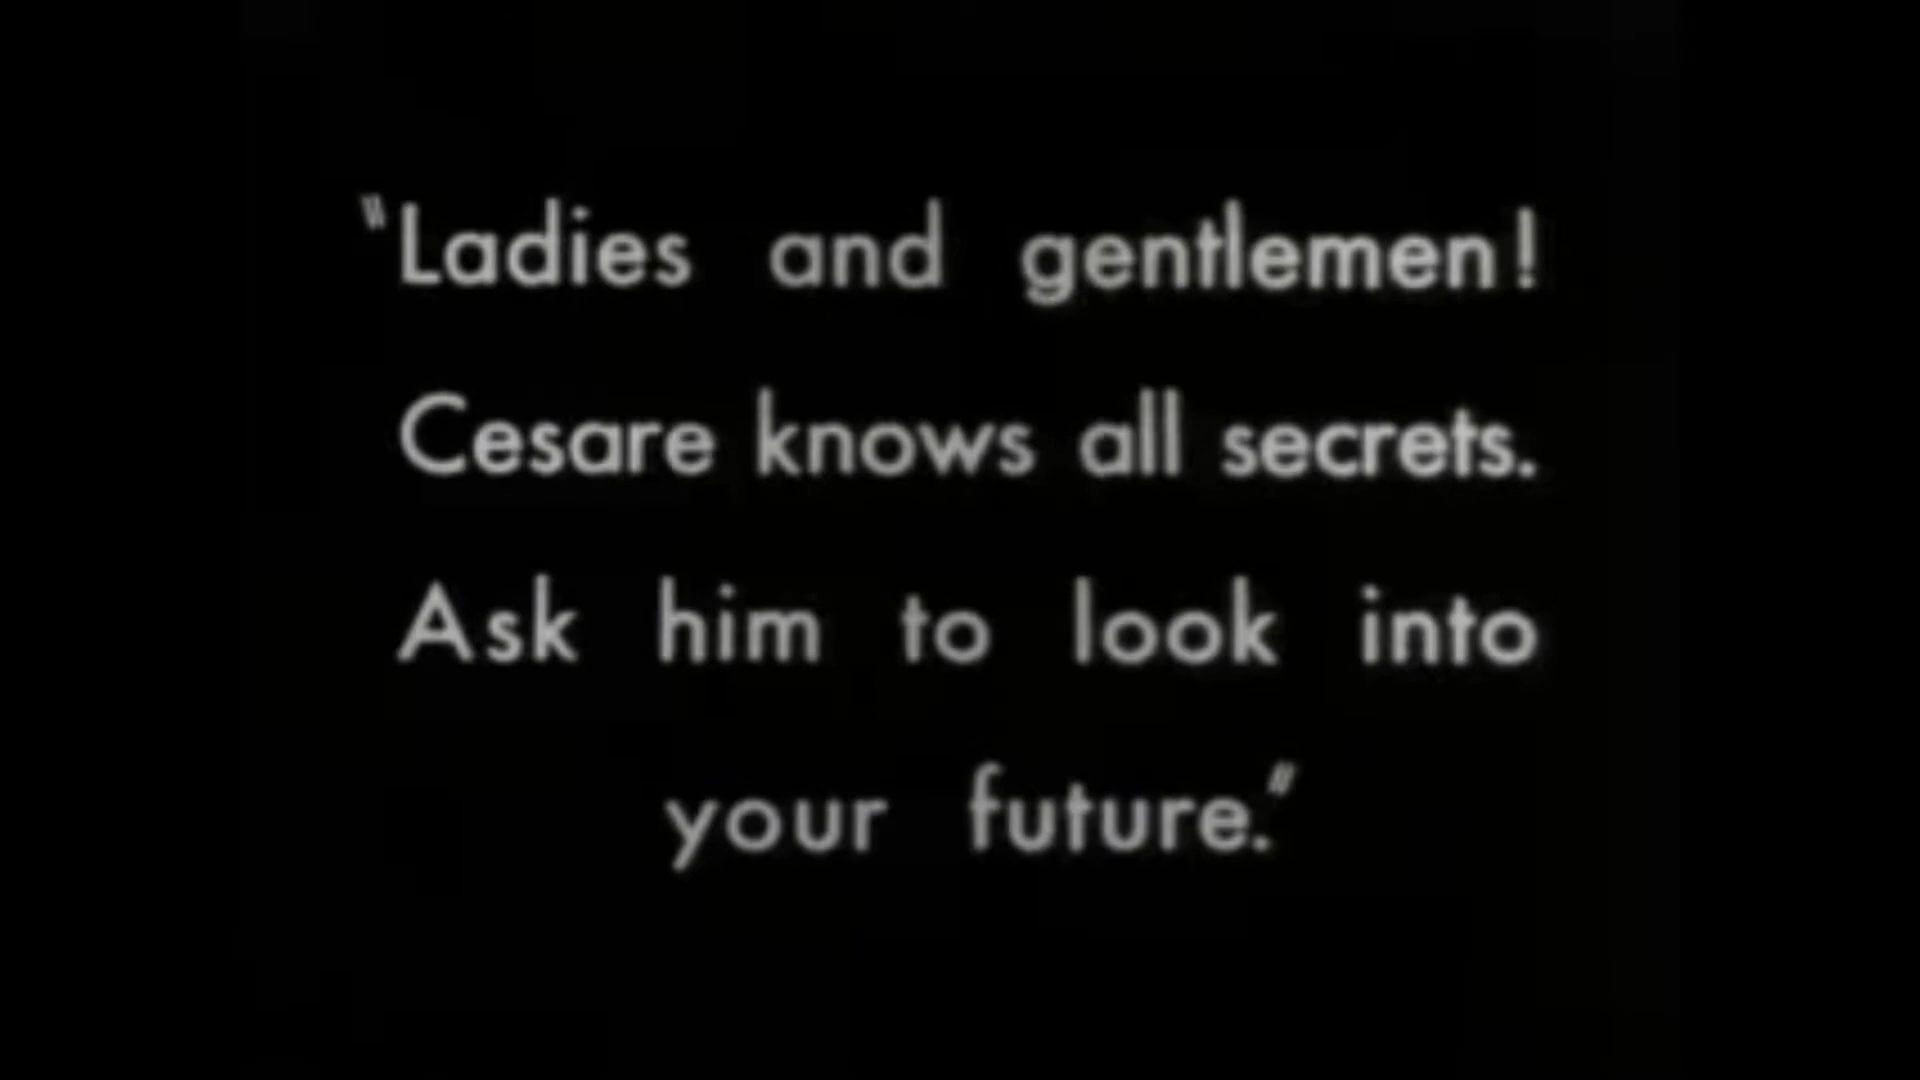 "Ladies and gentlemen!
Cesare knows all secrets.
Ask him to look into
your future."